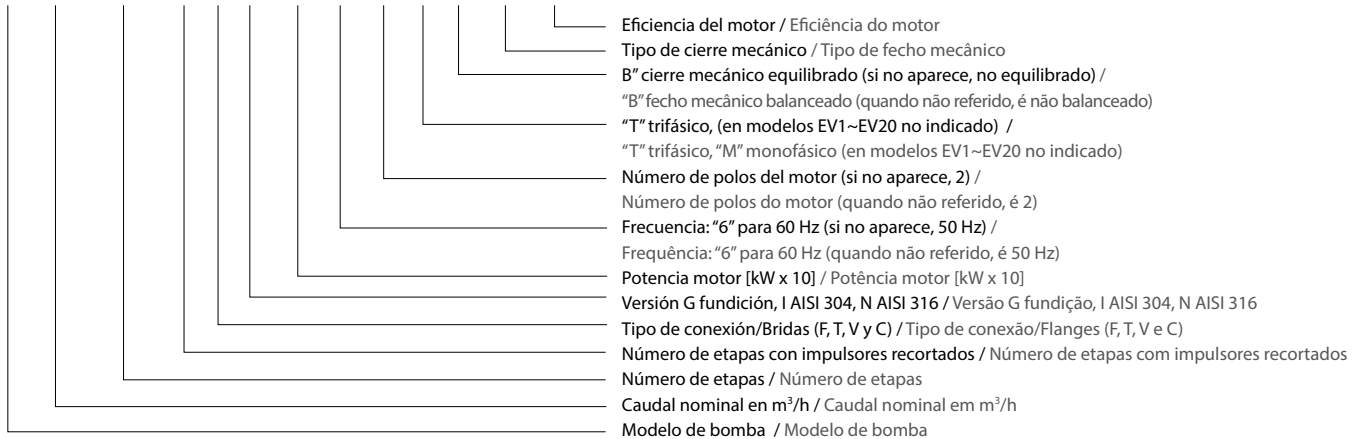 Eficiencia del motor / Eficiência do motor
Tipo de cierre mecánico / Tipo de fecho mecânico
B” cierre mecánico equilibrado (si no aparece, no equilibrado) /
“B” fecho mecânico balanceado (quando não referido, é não balanceado)
“T” trifásico, (en modelos EV1~EV20 no indicado) /
“T” trifásico, “M” monofásico (en modelos EV1~EV20 no indicado)
Número de polos del motor (si no aparece, 2) /
Número de polos do motor (quando não referido, é 2)
Frecuencia: “6” para 60 Hz (si no aparece, 50 Hz) /
Frequência: “6” para 60 Hz (quando não referido, é 50 Hz)
Potencia motor [kW x 10] / Potência motor [kW x 10]
Versión G fundición, I AISI 304, N AISI 316 / Versão G fundição, I AISI 304, N AISI 316
Tipo de conexión/Bridas (F, T, V y C) / Tipo de conexão/Flanges (F, T, V e C)
Número de etapas con impulsores recortados / Número de etapas com impulsores recortados
Número de etapas / Número de etapas
Caudal nominal en m³/h / Caudal nominal em m³/h
Modelo de bomba / Modelo de bomba